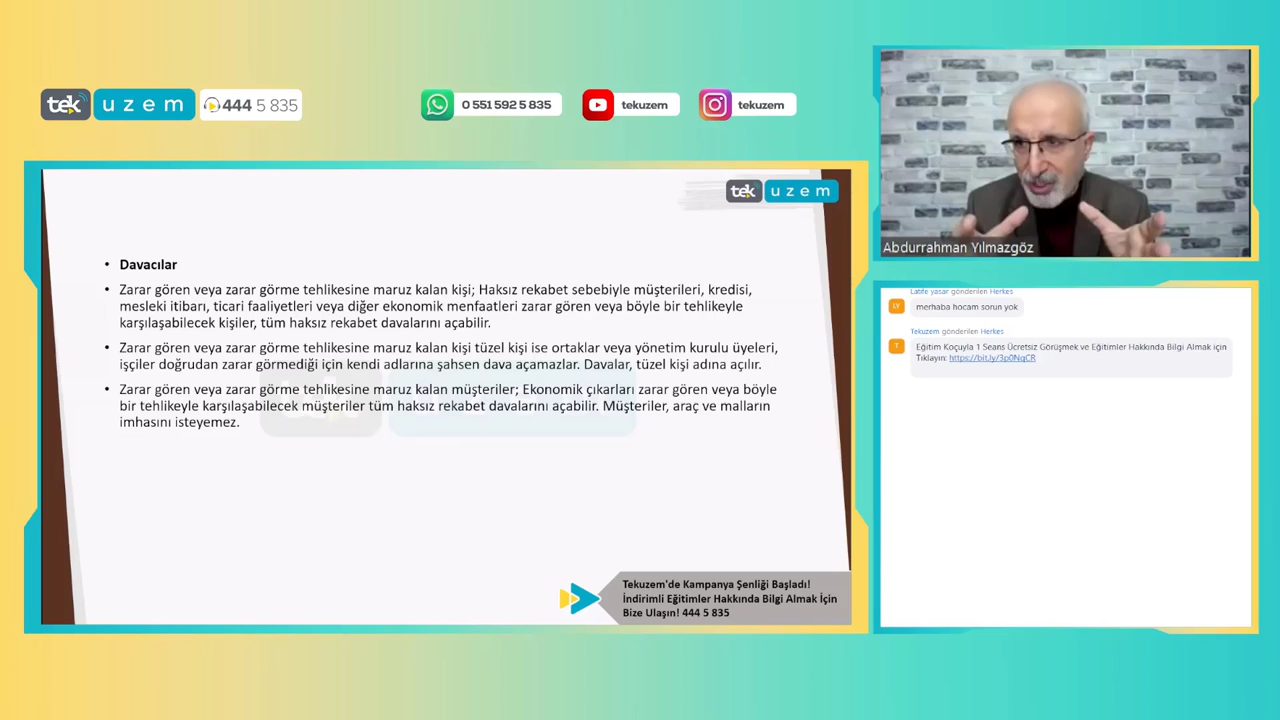 tek uzem 444 5 835
0 551 592 5 835
tekuzem
tekuzem
tek uzem
• Davacılar
• Zarar gören veya zarar görme tehlikesine maruz kalan kişi; Haksız rekabet sebebiyle müşterileri, kredisi,
mesleki itibarı, ticari faaliyetleri veya diğer ekonomik menfaatleri zarar gören veya böyle bir tehlikeyle
karşılaşabilecek kişiler, tüm haksız rekabet davalarını açabilir.
• Zarar gören veya zarar görme tehlikesine maruz kalan kişi tüzel kişi ise ortaklar veya yönetim kurulu üyeleri,
işçiler doğrudan zarar görmediği için kendi adlarına şahsen dava açamazlar. Davalar, tüzel kişi adına açılır.
• Zarar gören veya zarar görme tehlikesine maruz kalan müşteriler; Ekonomik çıkarları zarar gören veya böyle
bir tehlikeyle karşılaşabilecek müşteriler tüm haksız rekabet davalarını açabilir. Müşteriler, araç ve malların
imhasını isteyemez.
Tekuzem'de Kampanya Şenliği Başladı!
İndirimli Eğitimler Hakkında Bilgi Almak İçin
Bize Ulaşın! 444 5 835
Abdurrahman Yılmazgöz
Latife yasar gönderilen Herkes
LY
merhaba hocam sorun yok
Tekuzem gönderilen Herkes
T
Eğitim Koçuyla 1 Seans Ücretsiz Görüşmek ve Eğitimler Hakkında Bilgi Almak için
Tıklayın: https://bit.ly/3p0NqCR